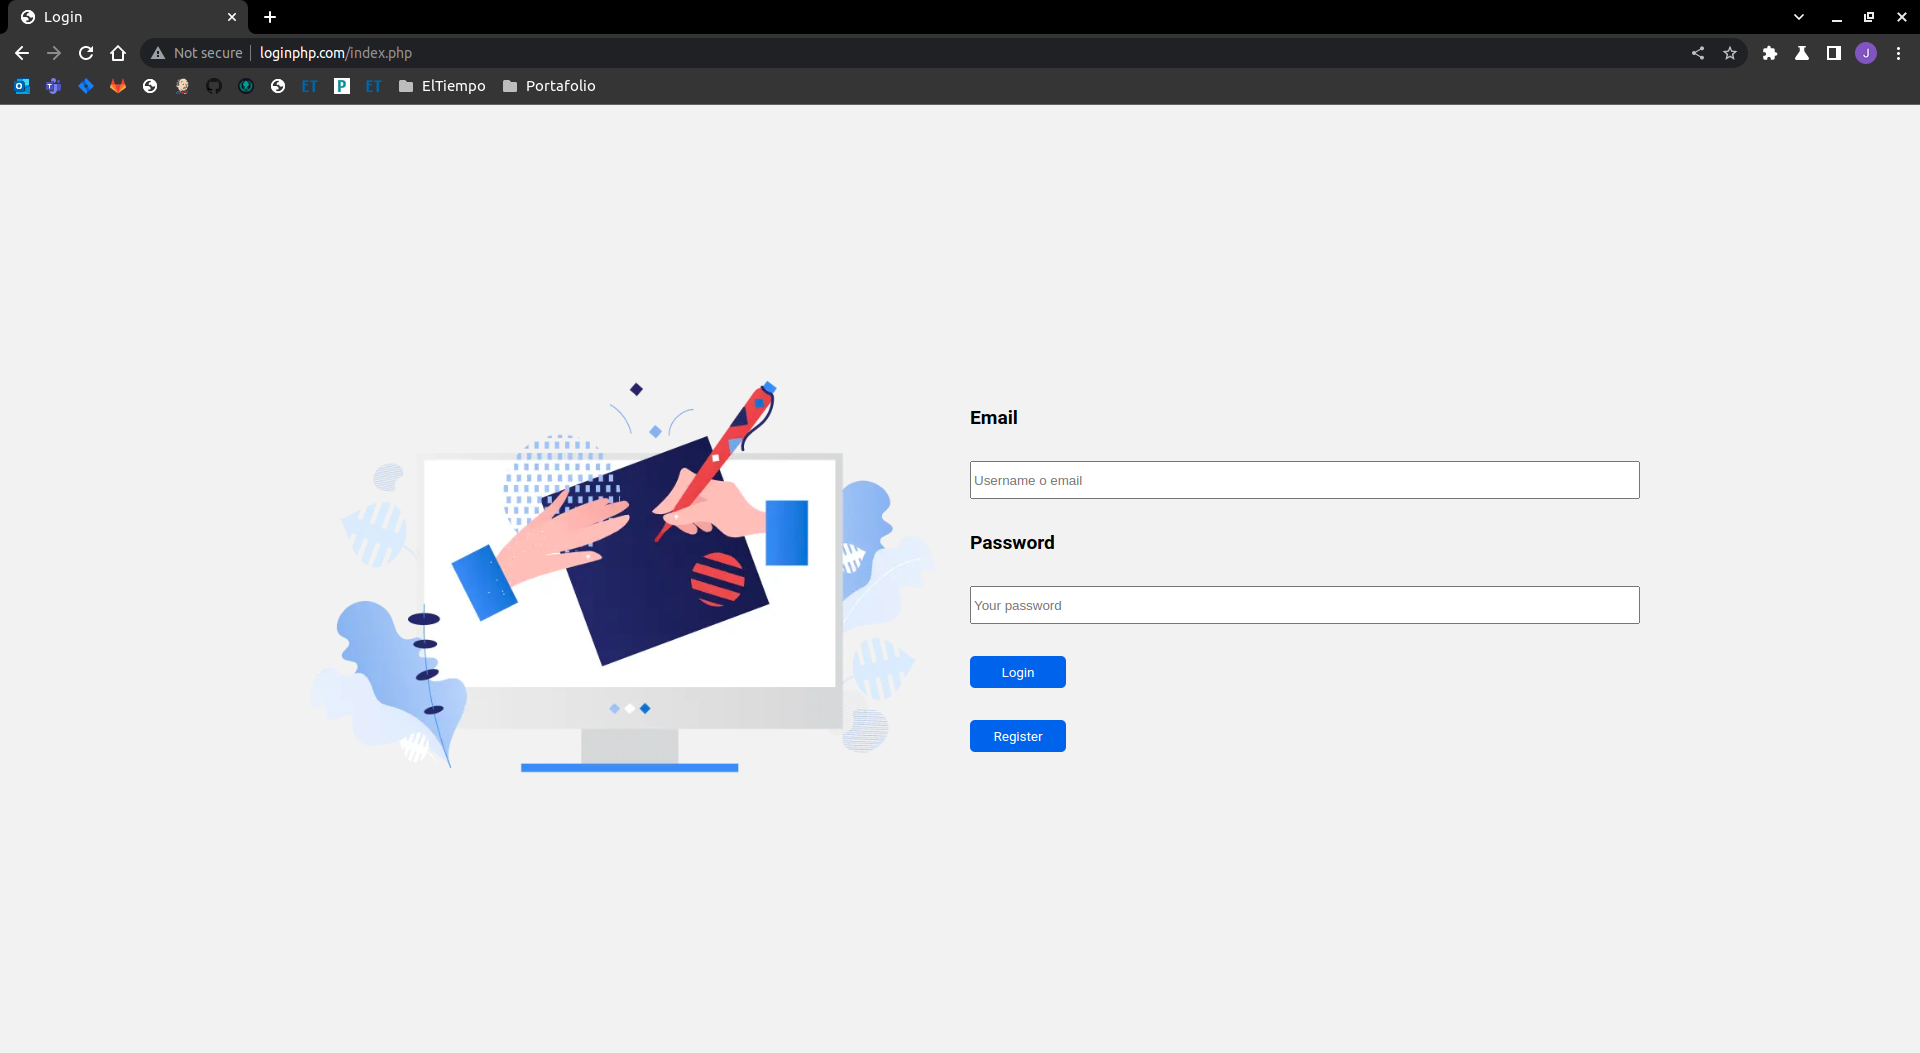 Login
Not secure loginphp.com/index.php
J
ET P ET ElTiempo Portafolio
Email
Username o email
Password
Your password
Login
Register